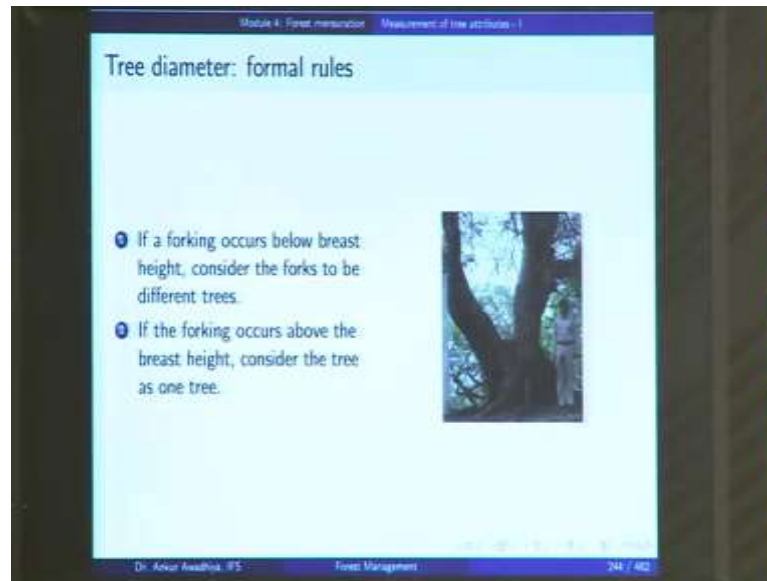 Module 4: Forest mensuration Measurement of tree attributes - I
Tree diameter: formal rules
1 If a forking occurs below breast
height, consider the forks to be
different trees.
2 If the forking occurs above the
breast height, consider the tree
as one tree.
Dr. Ankur Awadhiya, IFS Forest Management 244 / 482